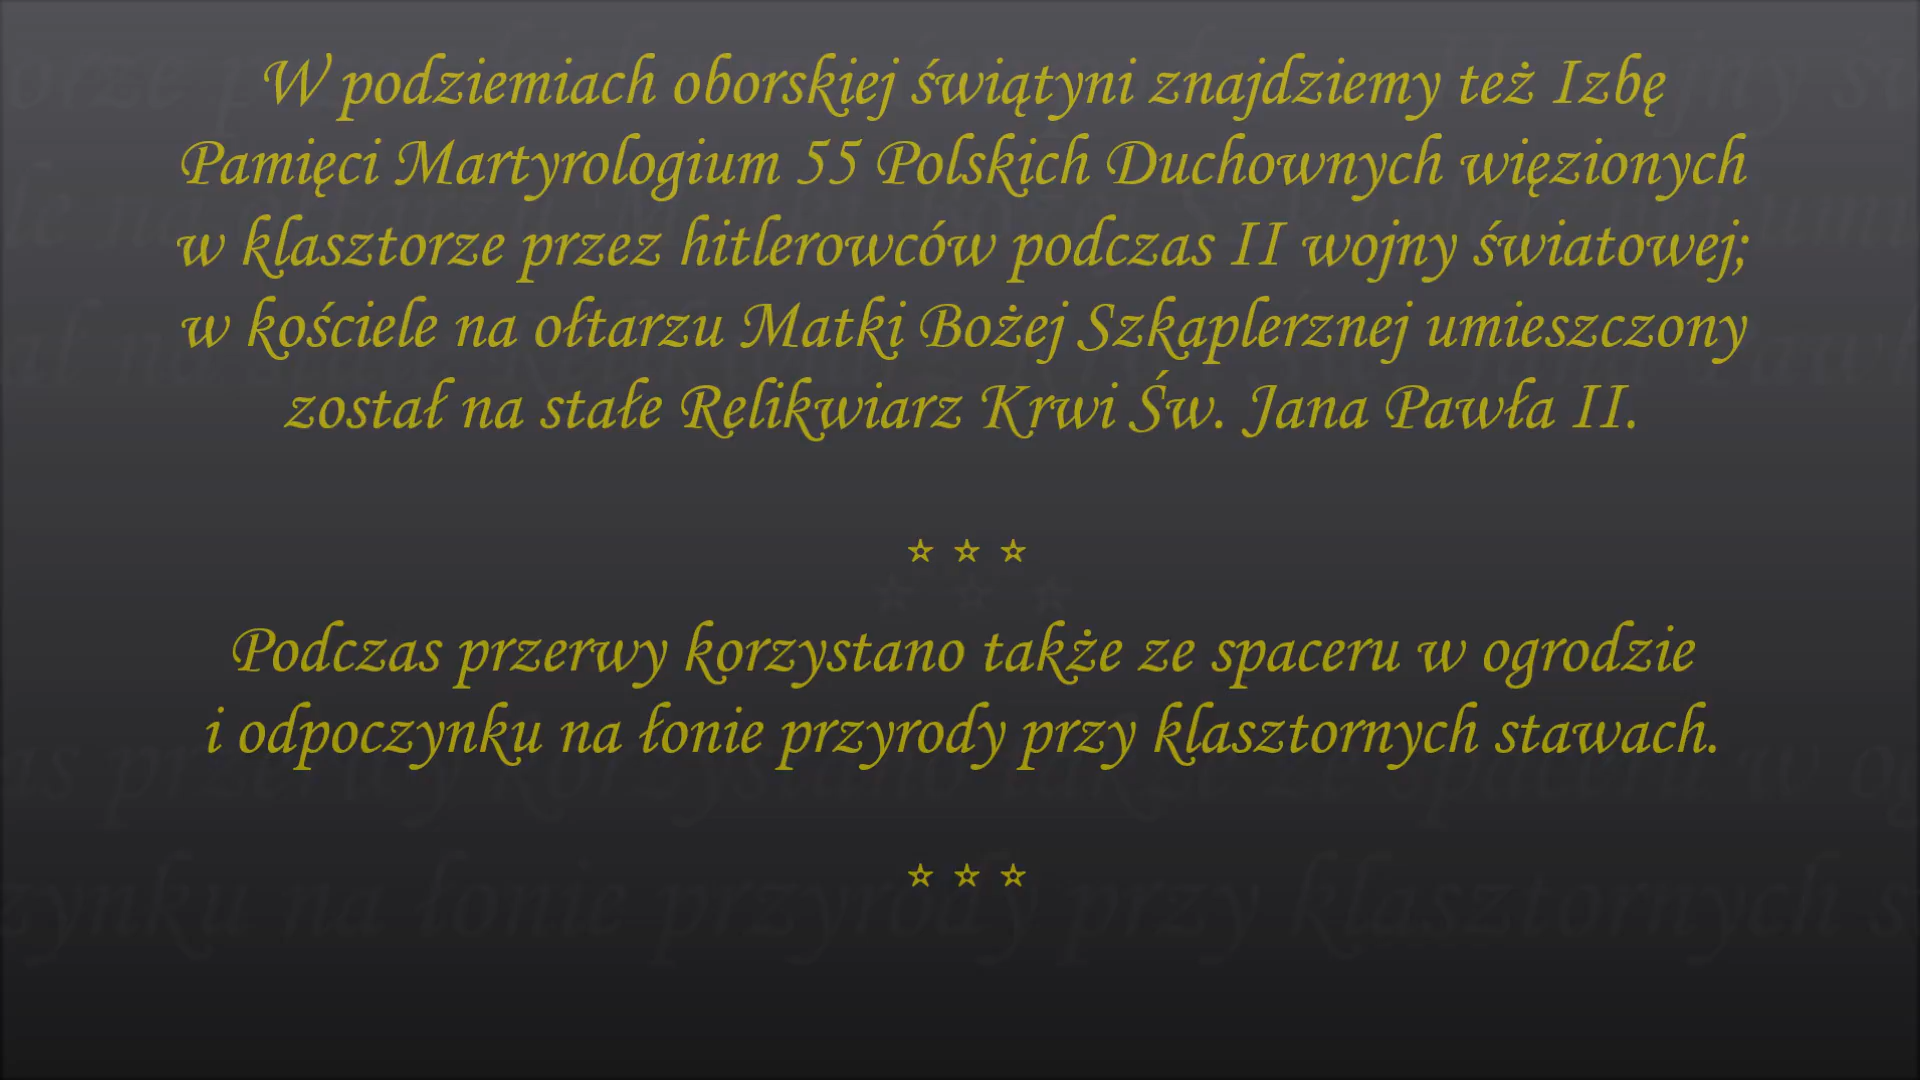 W podziemiach oborskiej świątyni znajdziemy też Izbę
Pamięci Martyrologium 55 Polskich Duchownych więzionych
w klasztorze przez hitlerowców podczas II wojny światowej;
w kościele na ołtarzu Matki Bożej Szkaplerznej umieszczony
został na stałe Relikwiarz Krwi Św. Jana Pawła II.
* * *
Podczas przerwy korzystano także ze spaceru w ogrodzie
i odpoczynku na łonie przyrody przy klasztornych stawach.
* * *